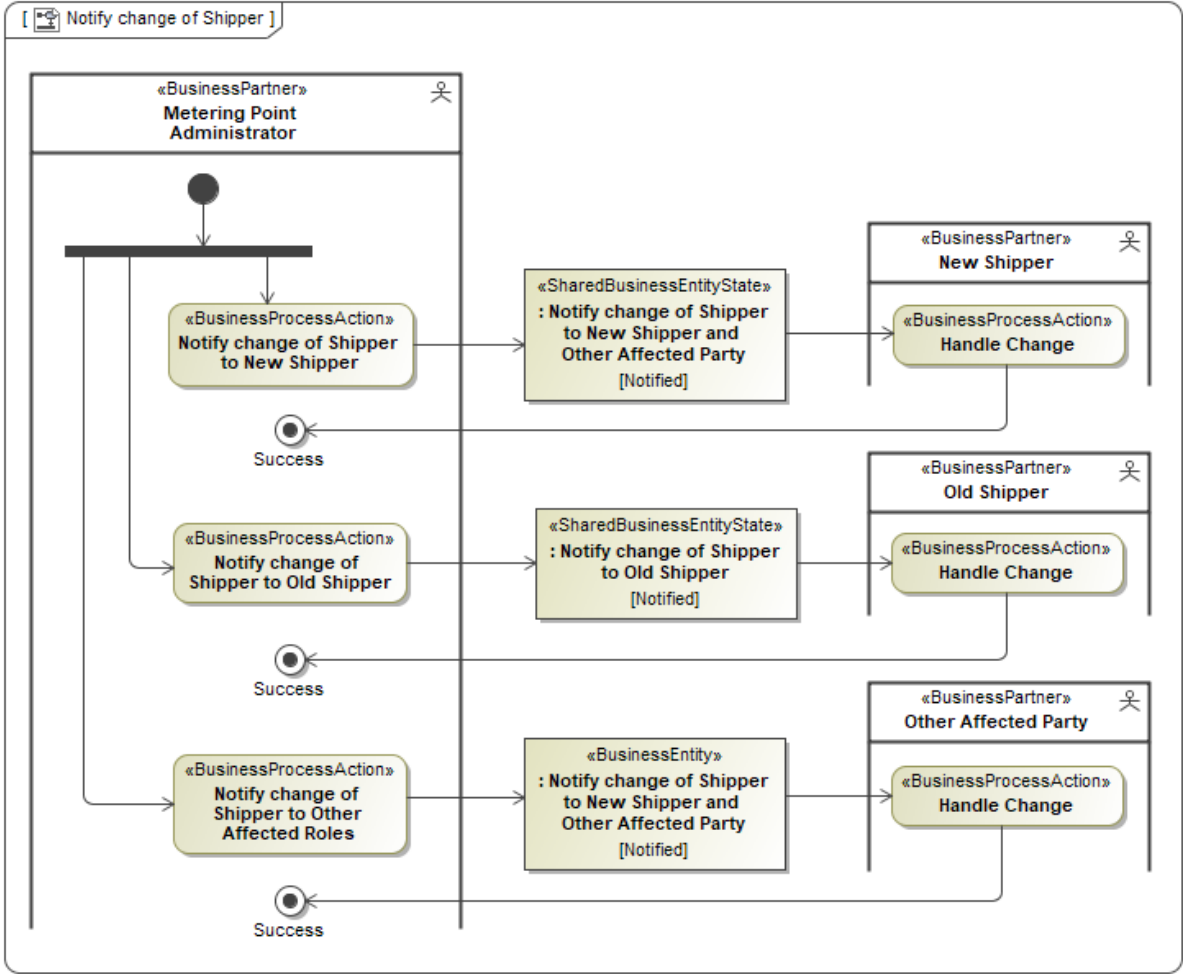 [ Notify change of Shipper ]
«BusinessPartner»
Metering Point
Administrator
«BusinessProcessAction»
Notify change of Shipper
to New Shipper
«SharedBusinessEntityState»
: Notify change of Shipper
to New Shipper and
Other Affected Party
[Notified]
«BusinessPartner»
New Shipper
«BusinessProcessAction»
Handle Change
Success
«BusinessProcessAction»
Notify change of
Shipper to Old Shipper
«SharedBusinessEntityState»
: Notify change of Shipper
to Old Shipper
[Notified]
«BusinessPartner»
Old Shipper
«BusinessProcessAction»
Handle Change
Success
«BusinessProcessAction»
Notify change of
Shipper to Other
Affected Roles
«BusinessEntity»
: Notify change of Shipper
to New Shipper and
Other Affected Party
[Notified]
«BusinessPartner»
Other Affected Party
«BusinessProcessAction»
Handle Change
Success